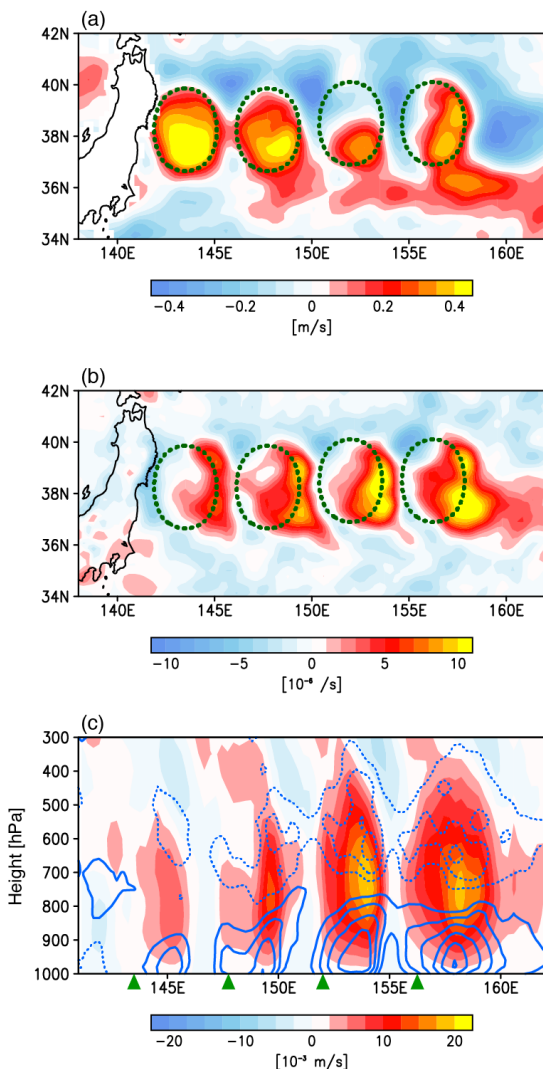 (a)
42N
40N
38N
36N
34N
140E 145E 150E 155E 160E
−0.4 −0.2 0 0.2 0.4
[m/s]
(b)
42N
40N
38N
36N
34N
140E 145E 150E 155E 160E
−10 −5 0 5 10
[10⁻⁶ /s]
(c)
300
400
500
600
700
800
900
1000
Height [hPa]
145E 150E 155E 160E
−20 −10 0 10 20
[10⁻³ m/s]